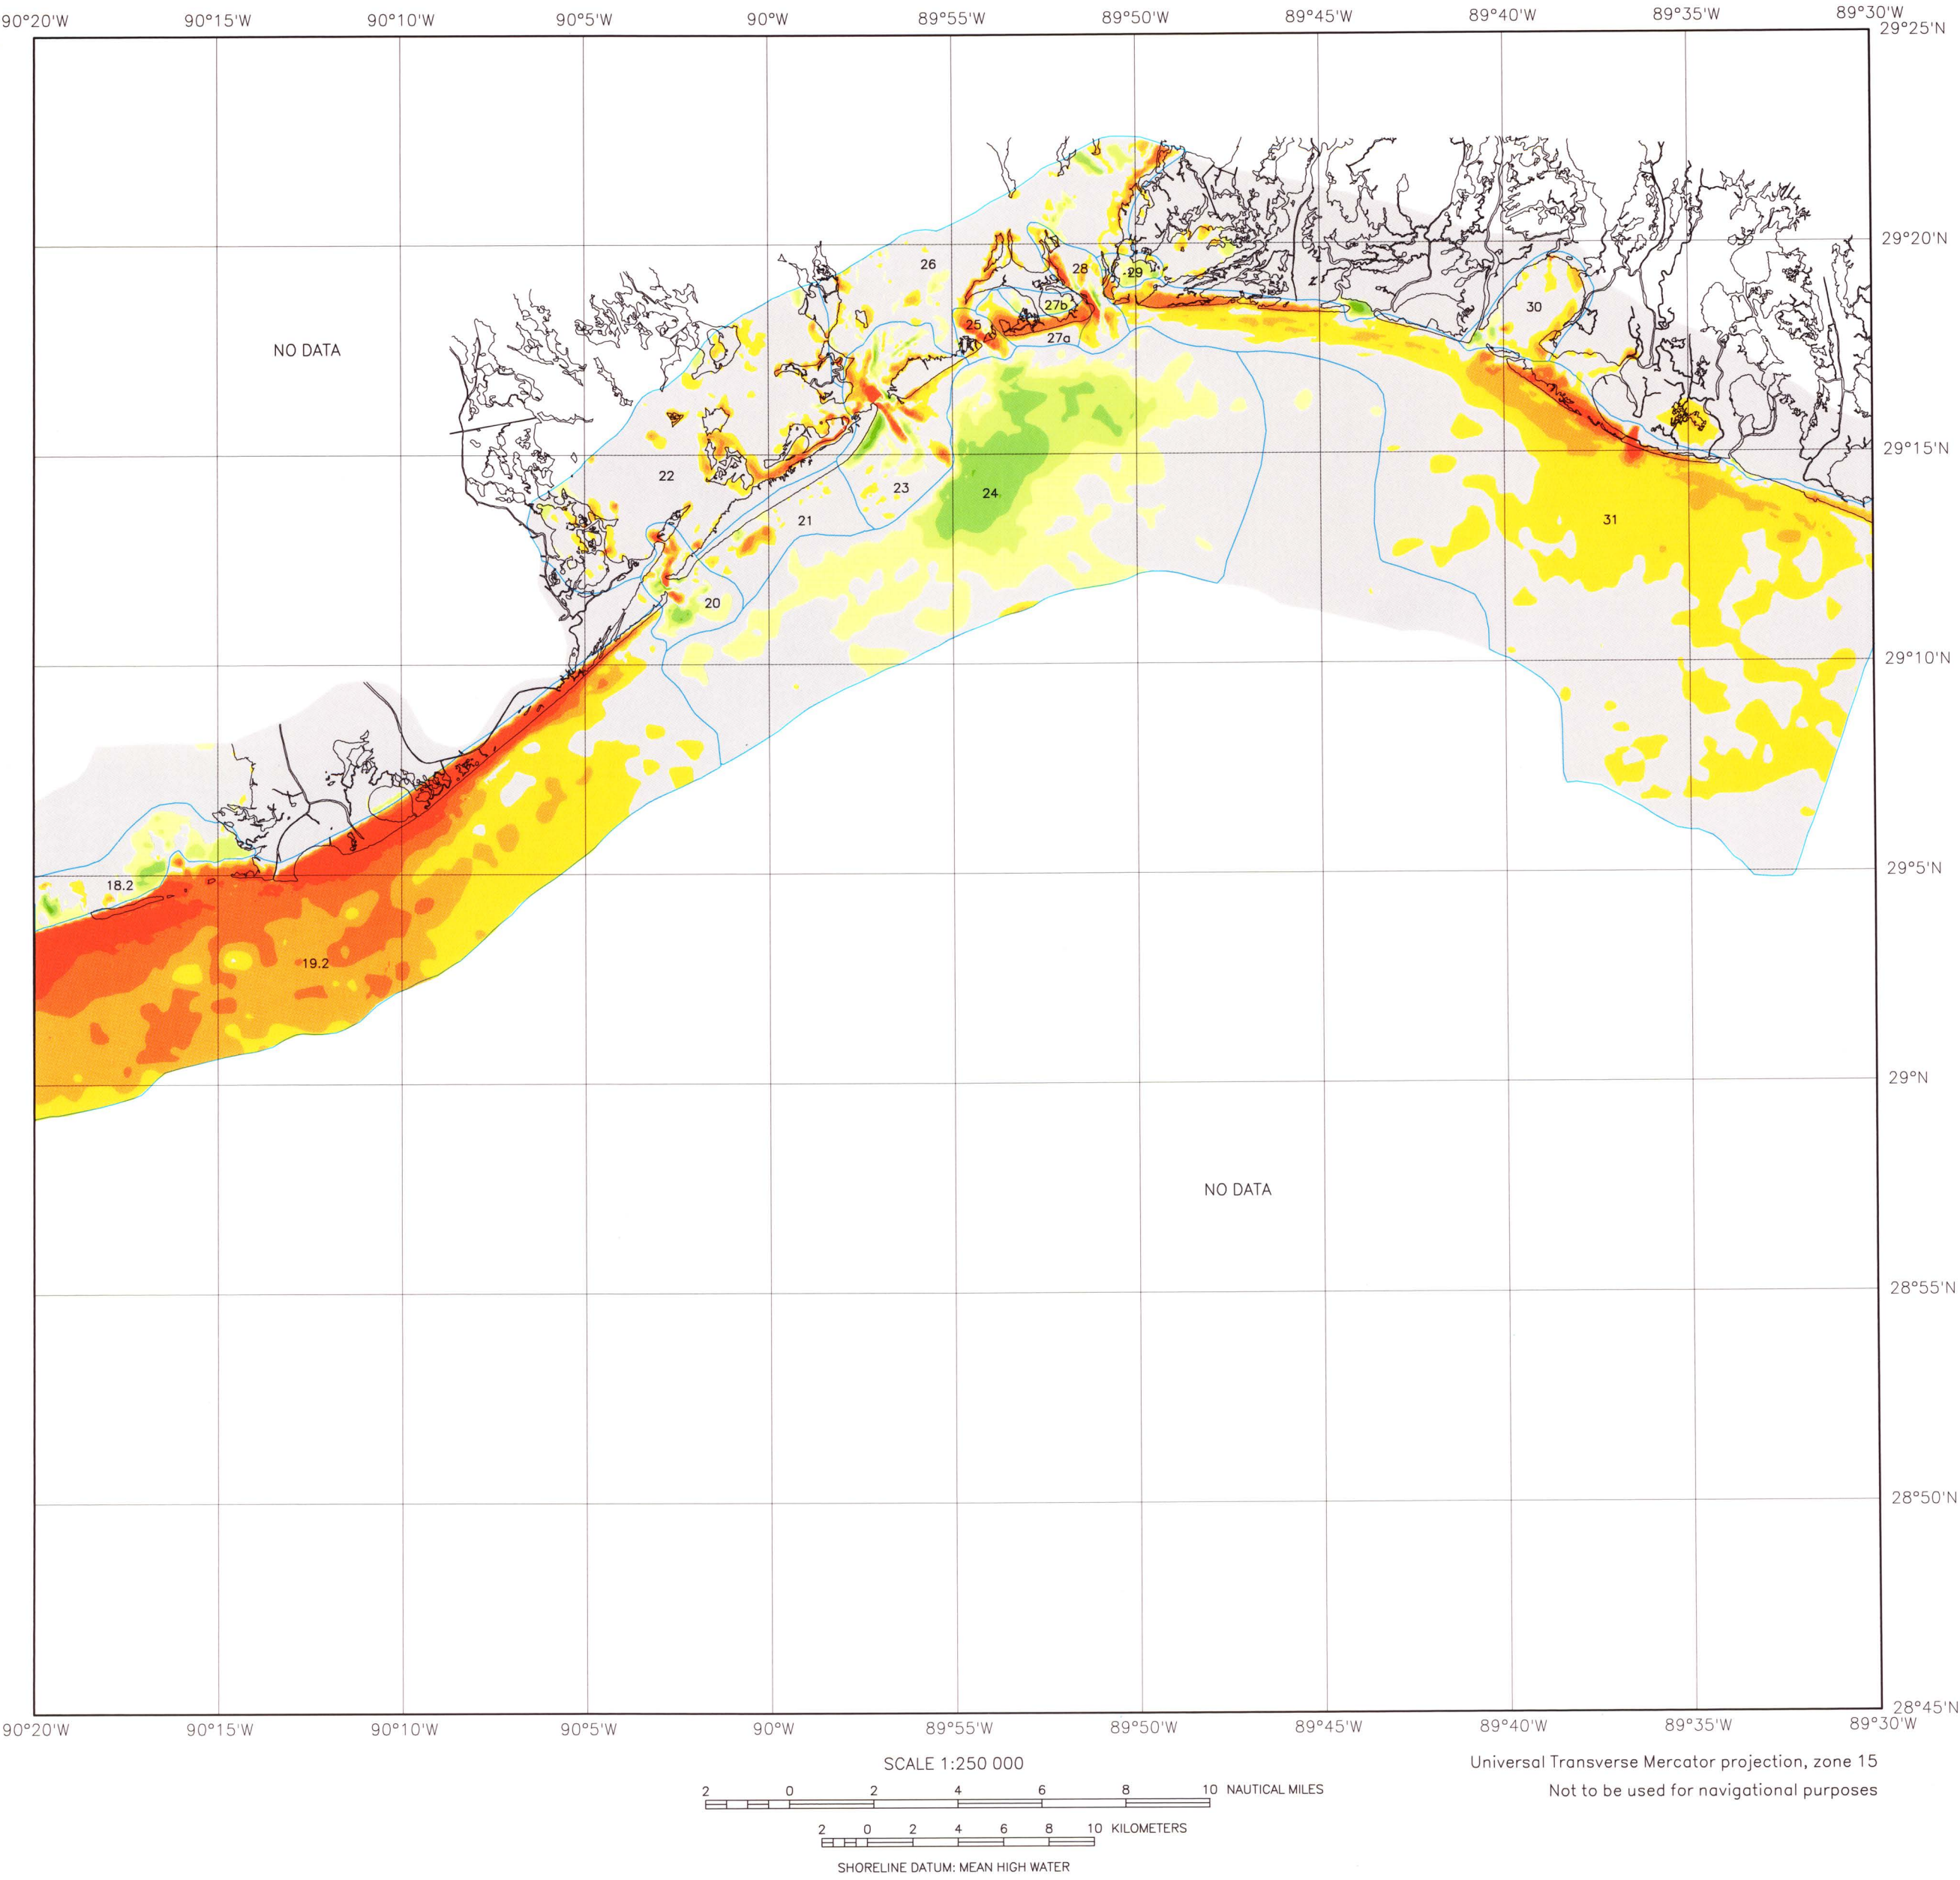 90°20'W 90°15'W 90°10'W 90°5'W 90°W 89°55'W 89°50'W 89°45'W 89°40'W 89°35'W 89°30'W
29°25'N
29°20'N
26
28
29
27b
30
25
27a
NO DATA
29°15'N
22
23
24
21
31
20
29°10'N
29°5'N
18.2
19.2
29°N
NO DATA
28°55'N
28°50'N
28°45'N
90°20'W 90°15'W 90°10'W 90°5'W 90°W 89°55'W 89°50'W 89°45'W 89°40'W 89°35'W 89°30'W
SCALE 1:250 000
2 0 2 4 6 8 10 NAUTICAL MILES
2 0 2 4 6 8 10 KILOMETERS
SHORELINE DATUM: MEAN HIGH WATER
Universal Transverse Mercator projection, zone 15
Not to be used for navigational purposes